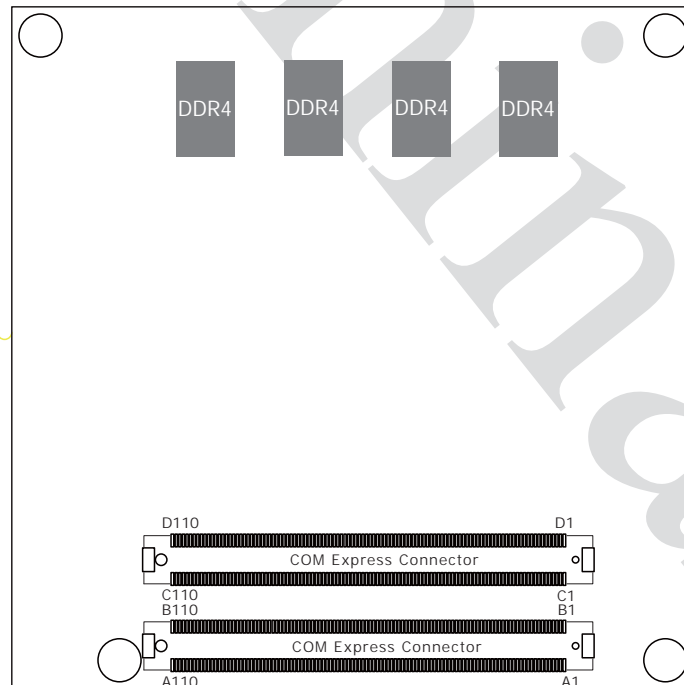 DDR4 DDR4 DDR4 DDR4
D110 D1
COM Express Connector
C110 C1
B110 B1
COM Express Connector
A110 A1